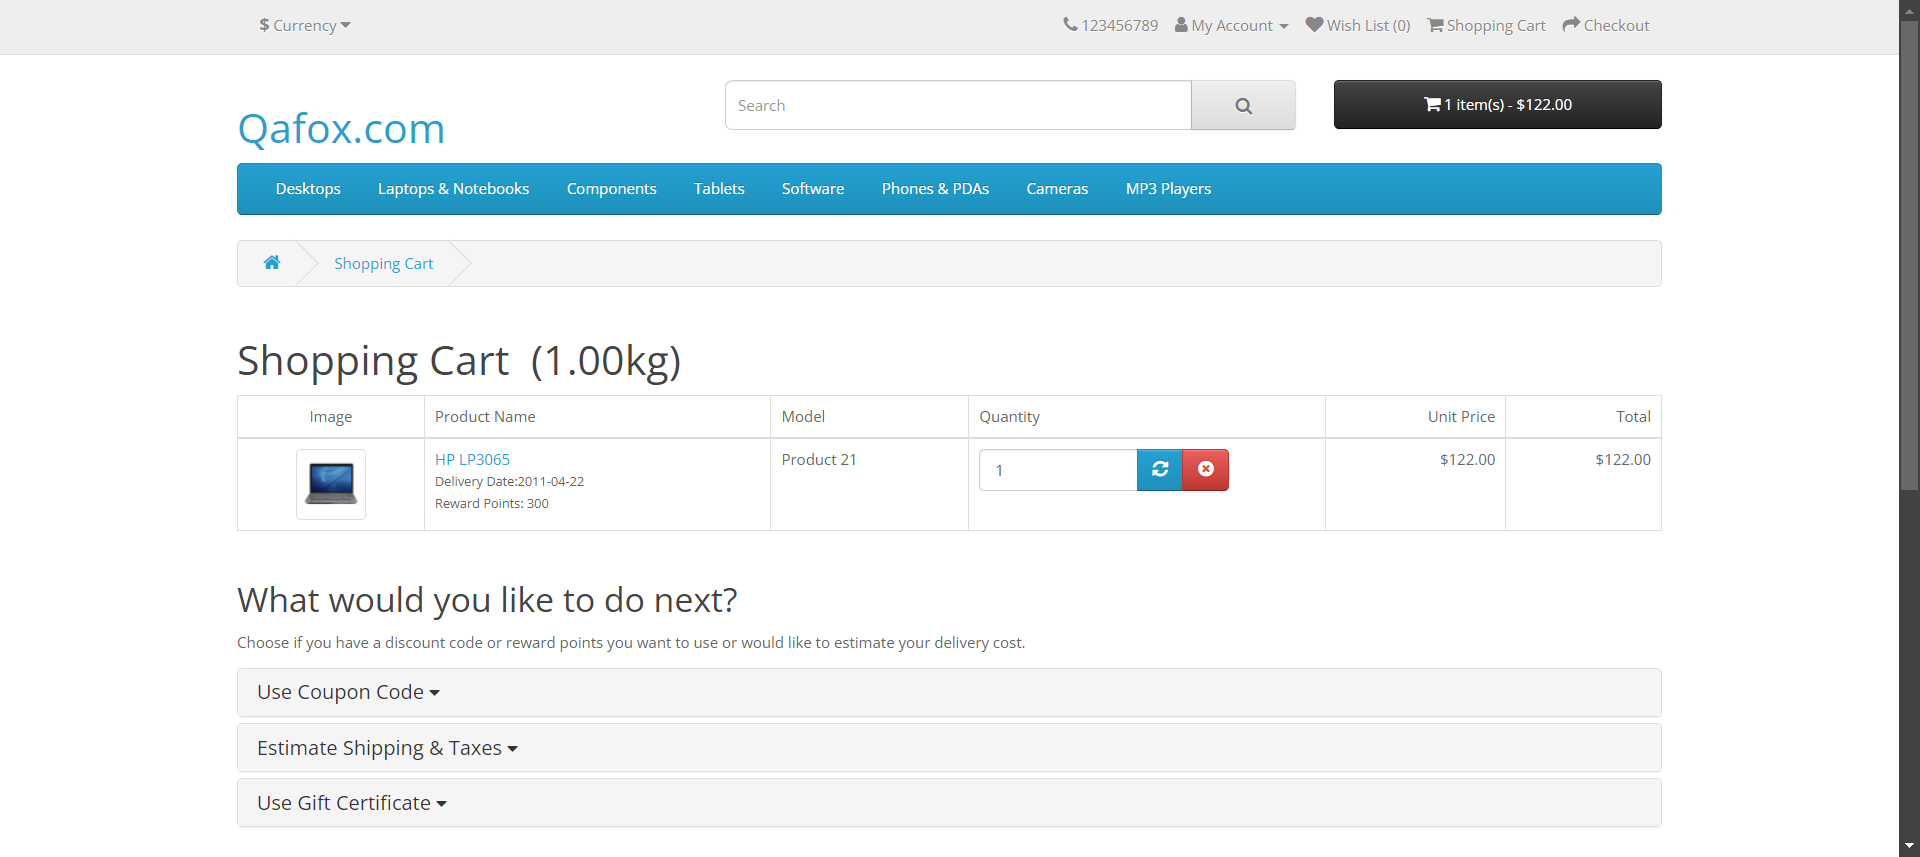 $ Currency
123456789 My Account Wish List (0) Shopping Cart Checkout
Qafox.com
Search
1 item(s) - $122.00
Desktops Laptops & Notebooks Components Tablets Software Phones & PDAs Cameras MP3 Players
Shopping Cart
Shopping Cart (1.00kg)
Image Product Name Model Quantity Unit Price Total
HP LP3065 Product 21 1 $122.00 $122.00
Delivery Date:2011-04-22
Reward Points: 300
What would you like to do next?
Choose if you have a discount code or reward points you want to use or would like to estimate your delivery cost.
Use Coupon Code
Estimate Shipping & Taxes
Use Gift Certificate